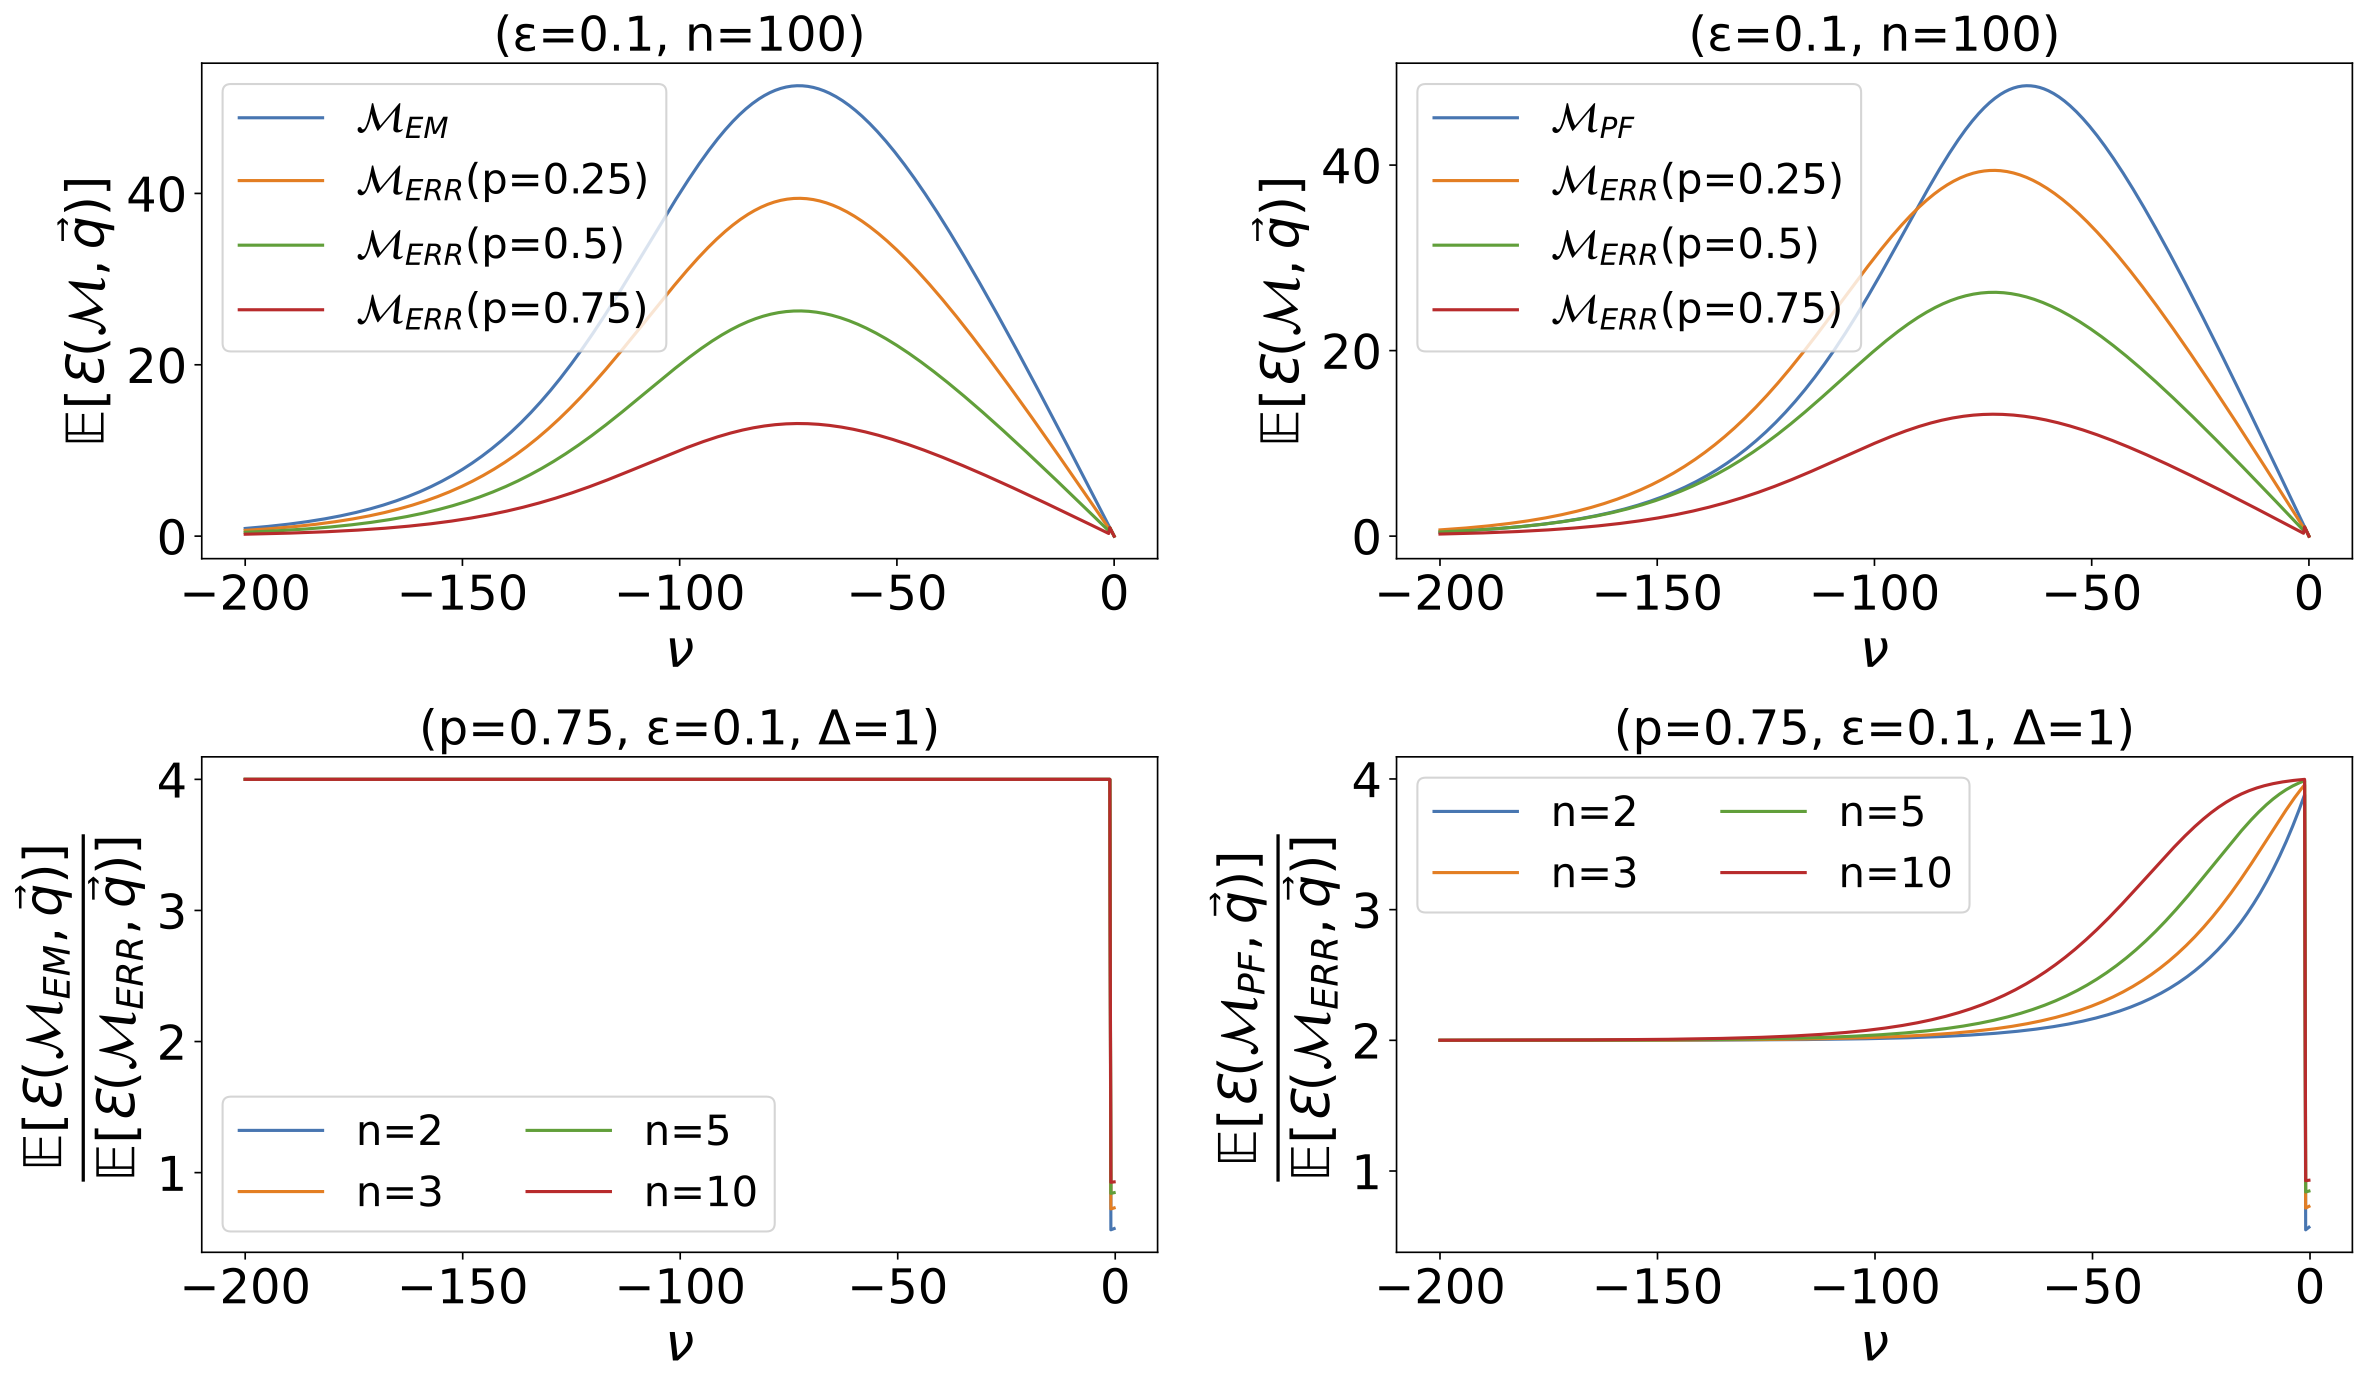 (ε=0.1, n=100)
𝔼[ℰ(ℳ, q⃗)]
40
20
0
ℳ_EM
ℳ_ERR(p=0.25)
ℳ_ERR(p=0.5)
ℳ_ERR(p=0.75)
−200 −150 −100 −50 0
ν
(ε=0.1, n=100)
𝔼[ℰ(ℳ, q⃗)]
40
20
0
ℳ_PF
ℳ_ERR(p=0.25)
ℳ_ERR(p=0.5)
ℳ_ERR(p=0.75)
−200 −150 −100 −50 0
ν
(p=0.75, ε=0.1, Δ=1)
𝔼[ℰ(ℳ_EM, q⃗)]
𝔼[ℰ(ℳ_ERR, q⃗)]
4
3
2
1
n=2 n=5
n=3 n=10
−200 −150 −100 −50 0
ν
(p=0.75, ε=0.1, Δ=1)
𝔼[ℰ(ℳ_PF, q⃗)]
𝔼[ℰ(ℳ_ERR, q⃗)]
4
3
2
1
n=2 n=5
n=3 n=10
−200 −150 −100 −50 0
ν